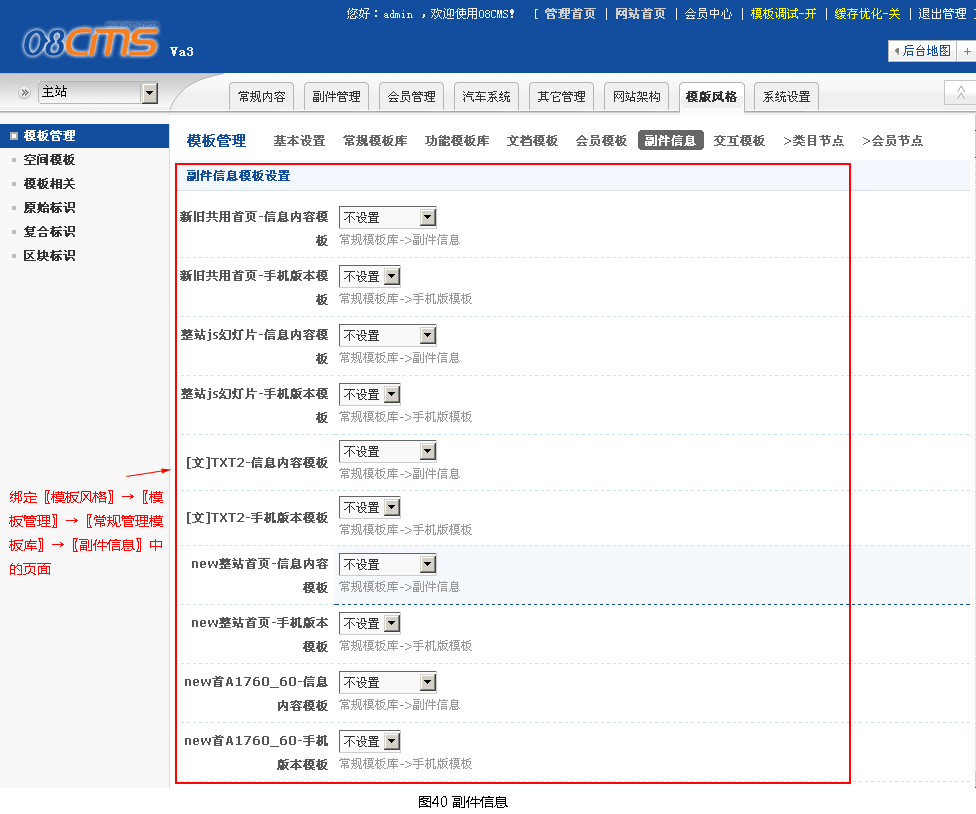 您好：admin ，欢迎使用08CMS！ [ 管理首页 | 网站首页 | 会员中心 | 模板调试-开 | 缓存优化-关 | 退出管理 ]
08CMS Va3
后台地图 +
主站
常规内容 副件管理 会员管理 汽车系统 其它管理 网站架构 模版风格 系统设置
模板管理
空间模板
模板相关
原始标识
复合标识
区块标识
模板管理 基本设置 常规模板库 功能模板库 文档模板 会员模板 副件信息 交互模板 >类目节点 >会员节点
副件信息模板设置
新旧共用首页-信息内容模
板
不设置
常规模板库->副件信息
新旧共用首页-手机版本模
板
不设置
常规模板库->手机版模板
整站js幻灯片-信息内容模
板
不设置
常规模板库->副件信息
整站js幻灯片-手机版本模
板
不设置
常规模板库->手机版模板
[文]TXT2-信息内容模板
不设置
常规模板库->副件信息
[文]TXT2-手机版本模板
不设置
常规模板库->手机版模板
new整站首页-信息内容
模板
不设置
常规模板库->副件信息
new整站首页-手机版本
模板
不设置
常规模板库->手机版模板
new首A1760_60-信息
内容模板
不设置
常规模板库->副件信息
new首A1760_60-手机
版本模板
不设置
常规模板库->手机版模板
绑定〖模板风格〗→〖模
板管理〗→〖常规管理模
板库〗→〖副件信息〗中
的页面
图40 副件信息